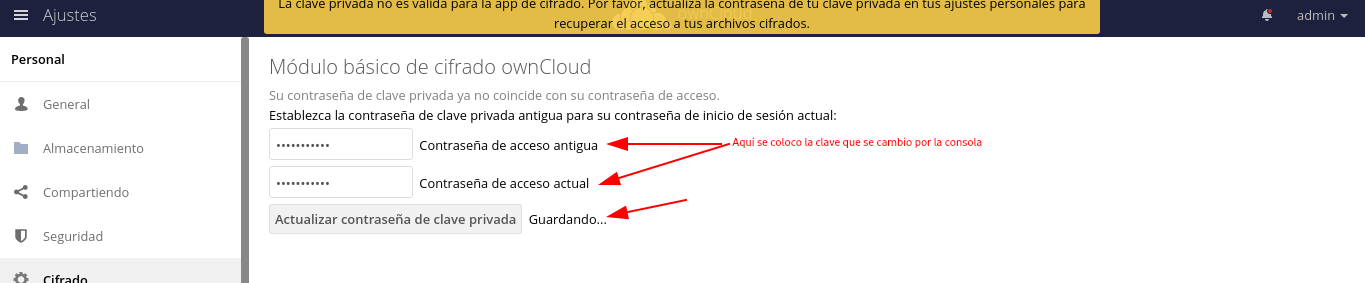 La clave privada no es válida para la app de cifrado. Por favor, actualiza la contraseña de tu clave privada en tus ajustes personales para
recuperar el acceso a tus archivos cifrados.
Ajustes
admin
Personal
General
Almacenamiento
Compartiendo
Seguridad
Cifrado
Módulo básico de cifrado ownCloud
Su contraseña de clave privada ya no coincide con su contraseña de acceso.
Establezca la contraseña de clave privada antigua para su contraseña de inicio de sesión actual:
Contraseña de acceso antigua
Aquí se coloco la clave que se cambio por la consola
Contraseña de acceso actual
Actualizar contraseña de clave privada Guardando...